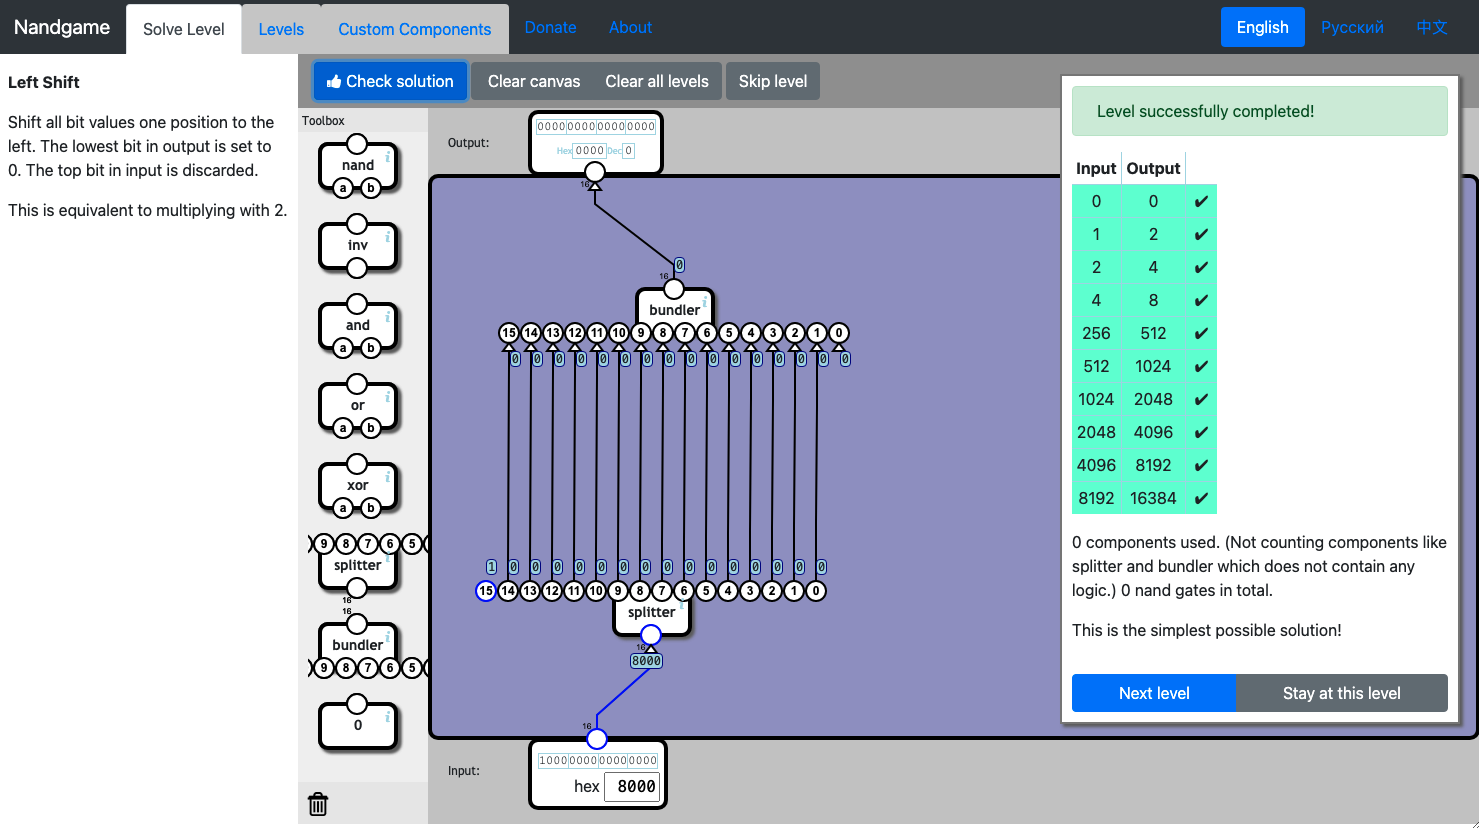 Nandgame
Solve Level
Levels
Custom Components
Donate
About
English
Русский
中文
Left Shift
Shift all bit values one position to the
left. The lowest bit in output is set to
0. The top bit in input is discarded.
This is equivalent to multiplying with 2.
Check solution
Clear canvas
Clear all levels
Skip level
Toolbox
nand
a b
inv
and
a b
or
a b
xor
a b
9 8 7 6 5
splitter
16
16
bundler
9 8 7 6 5
0
Output:
0000 0000 0000 0000
Hex 0000 Dec 0
16
0
16
bundler
15 14 13 12 11 10 9 8 7 6 5 4 3 2 1 0
0 0 0 0 0 0 0 0 0 0 0 0 0 0 0 0
1 0 0 0 0 0 0 0 0 0 0 0 0 0 0 0
15 14 13 12 11 10 9 8 7 6 5 4 3 2 1 0
splitter
16
8000
16
Input:
1000 0000 0000 0000
hex 8000
Level successfully completed!
Input Output
0 0 ✔
1 2 ✔
2 4 ✔
4 8 ✔
256 512 ✔
512 1024 ✔
1024 2048 ✔
2048 4096 ✔
4096 8192 ✔
8192 16384 ✔
0 components used. (Not counting components like
splitter and bundler which does not contain any
logic.) 0 nand gates in total.
This is the simplest possible solution!
Next level
Stay at this level